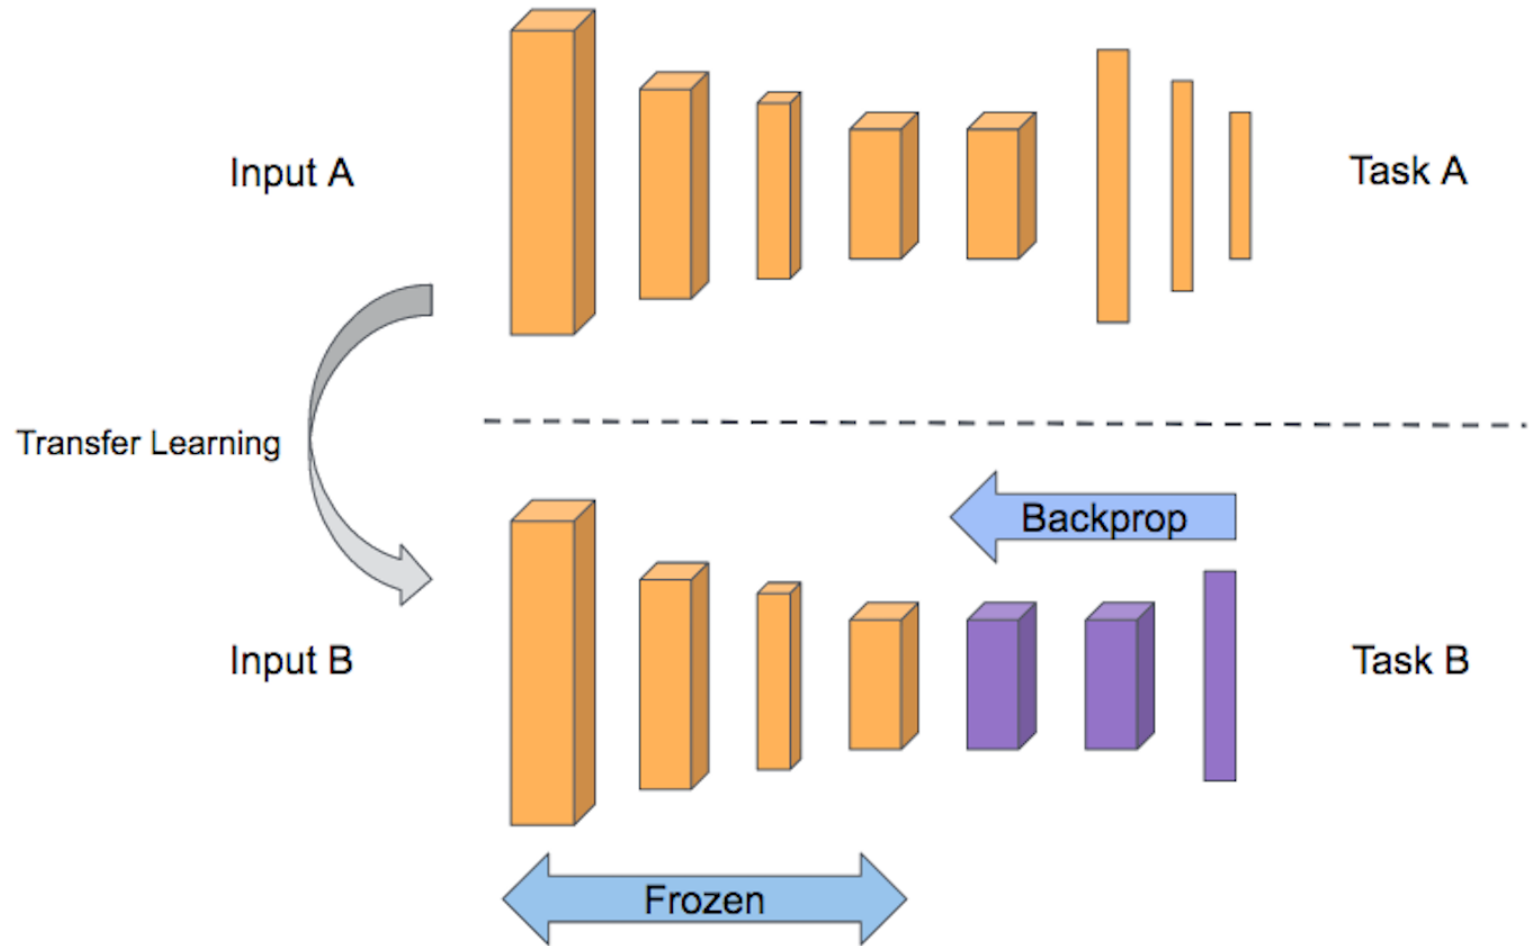 Input A
Task A
Transfer Learning
Backprop
Input B
Task B
Frozen